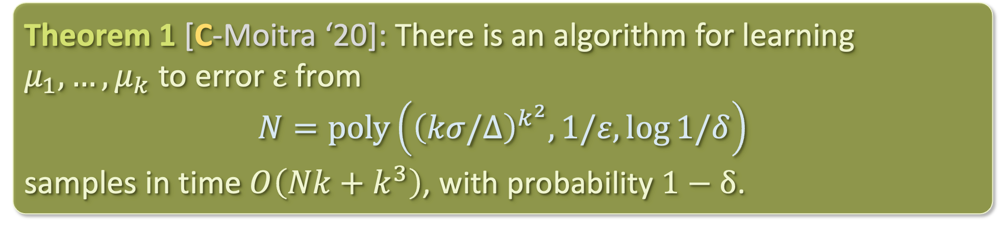 Theorem 1 [C-Moitra ‘20]: There is an algorithm for learning
μ₁, … , μₖ to error ε from
N = poly((kσ/Δ)^{k²}, 1/ε, log 1/δ)
samples in time O(Nk + k³), with probability 1 − δ.